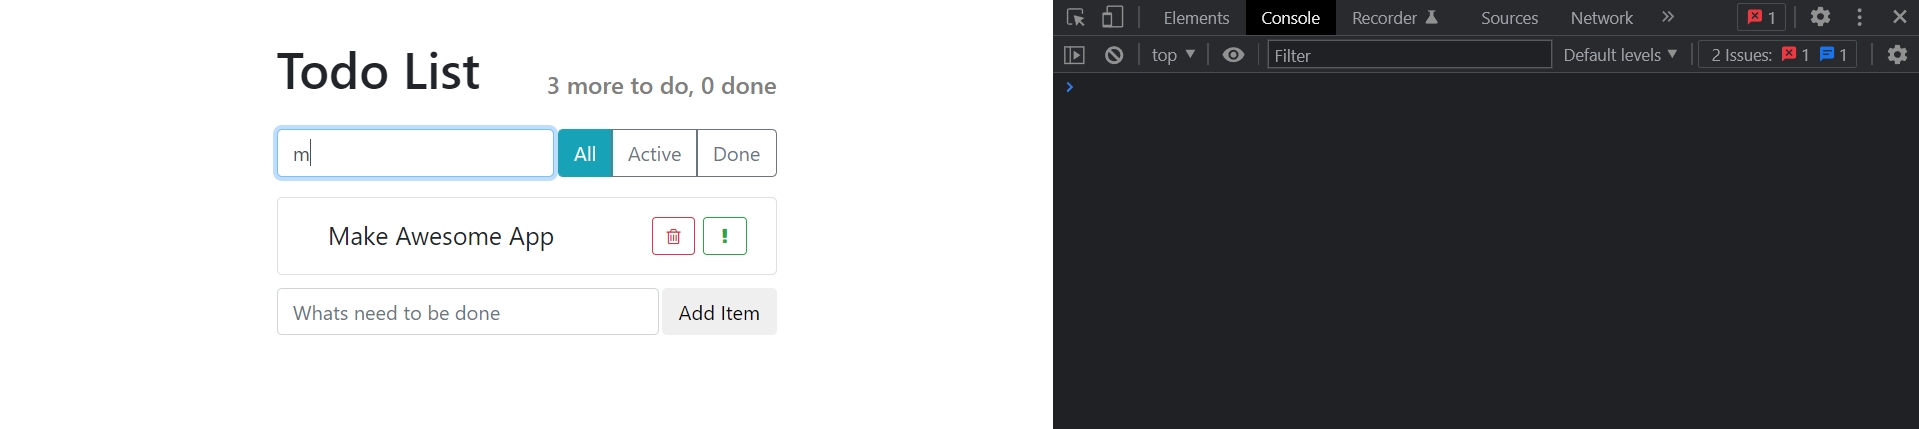 Todo List
3 more to do, 0 done
m
All Active Done
Make Awesome App
Whats need to be done Add Item
Elements Console Recorder Sources Network » 1
top Filter Default levels 2 Issues: 1 1